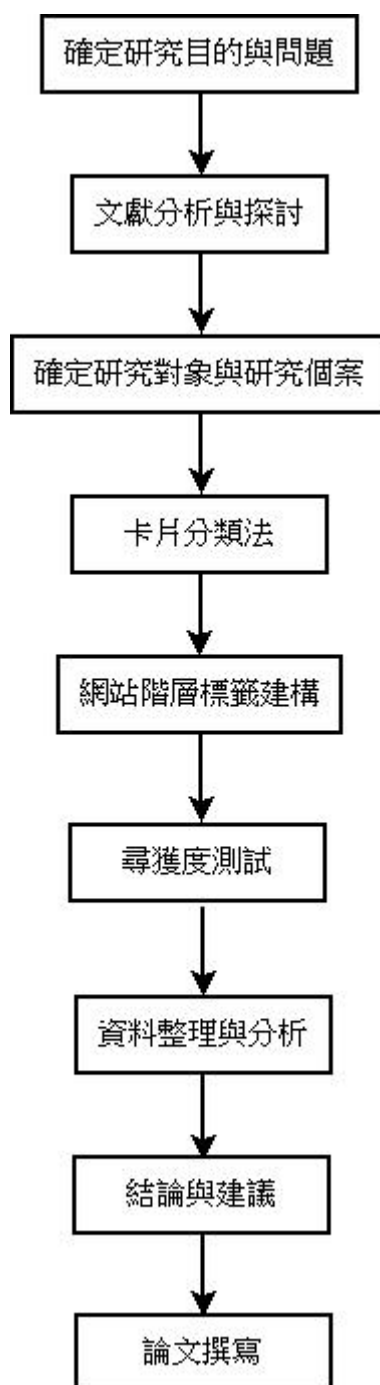 確定研究目的與問題
文獻分析與探討
確定研究對象與研究個案
卡片分類法
網站階層標籤建構
尋獲度測試
資料整理與分析
結論與建議
論文撰寫